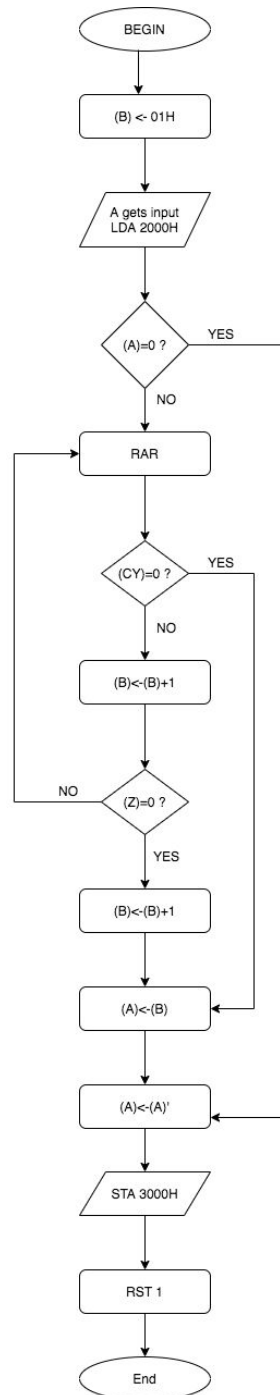 BEGIN
(B) <- 01H
A gets input
LDA 2000H
(A)=0 ?
YES
NO
RAR
(CY)=0 ?
YES
NO
(B)<-(B)+1
(Z)=0 ?
NO
YES
(B)<-(B)+1
(A)<-(B)
(A)<-(A)'
STA 3000H
RST 1
End